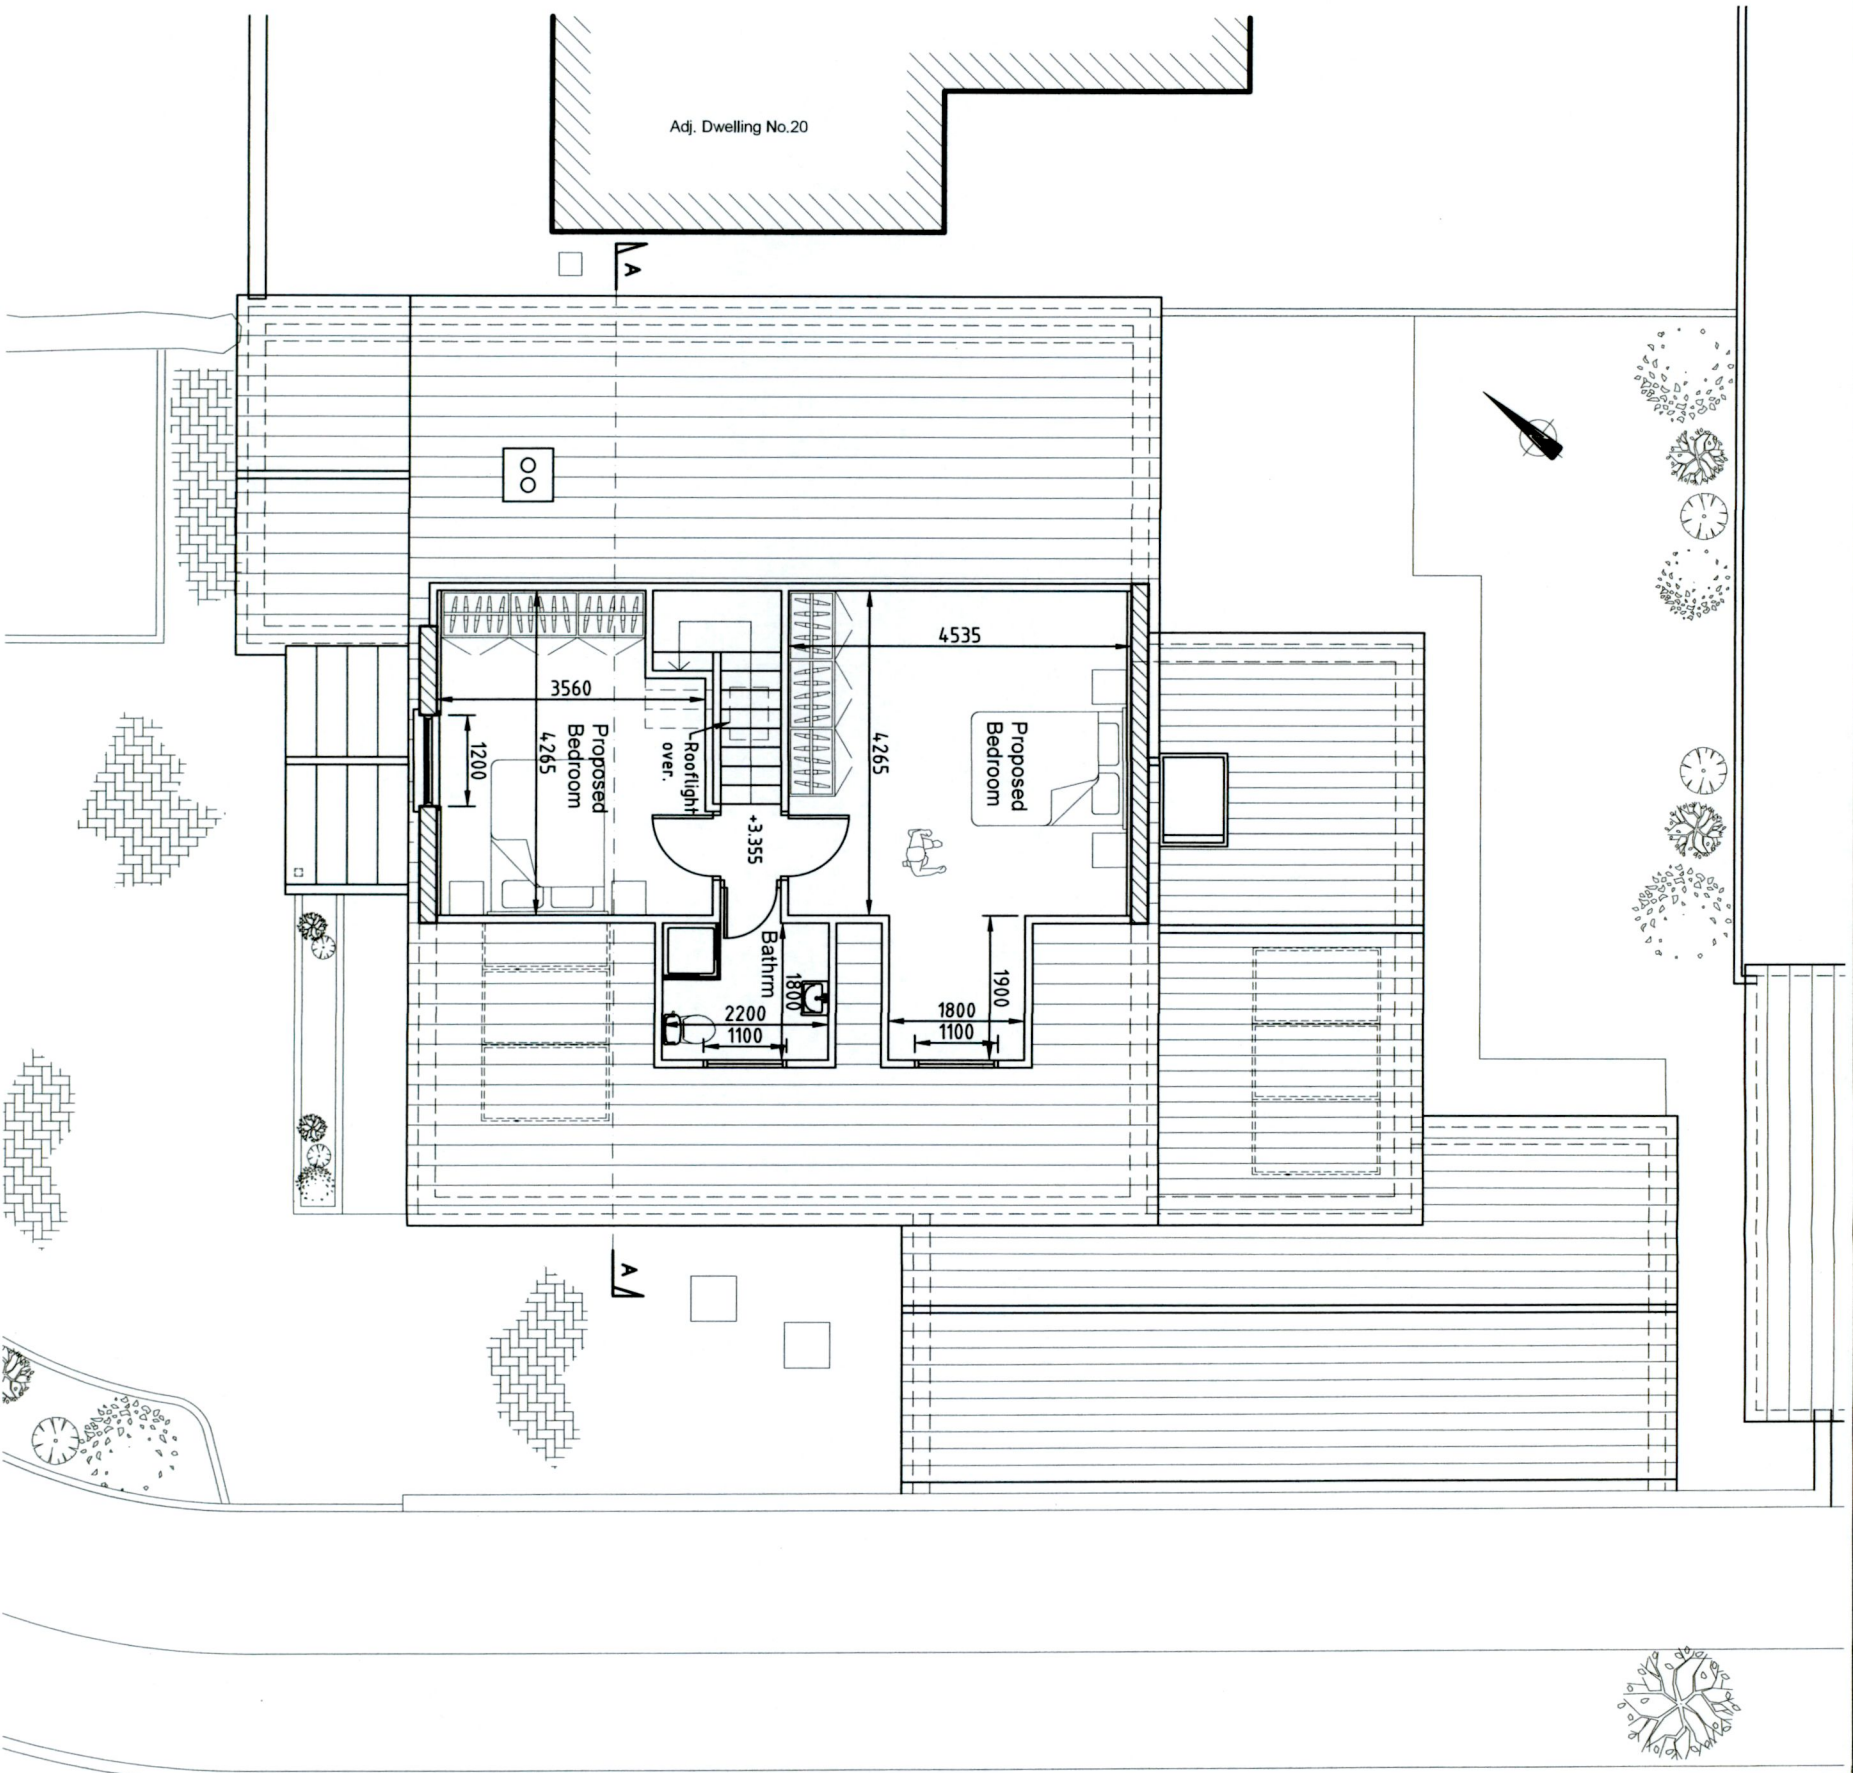 Adj. Dwelling No.20
A
4535
3560
Proposed
Bedroom
4265
1200
Rooflight
over.
4265
Proposed
Bedroom
+3.355
Bathrm
1800
2200
1100
1900
1800
1100
A